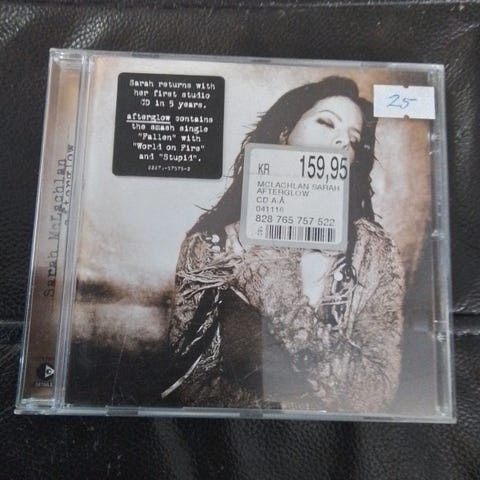 Sarah returns with
her first studio
CD in 5 years.
afterglow contains
the smash single
"Fallen" with
"World on Fire"
and "Stupid".
25-
KR 159,95
MCLACHLAN SARAH
AFTERGLOW
CD A-Å
041116
828 765 757 522
Sarah McLachlan
afterglow